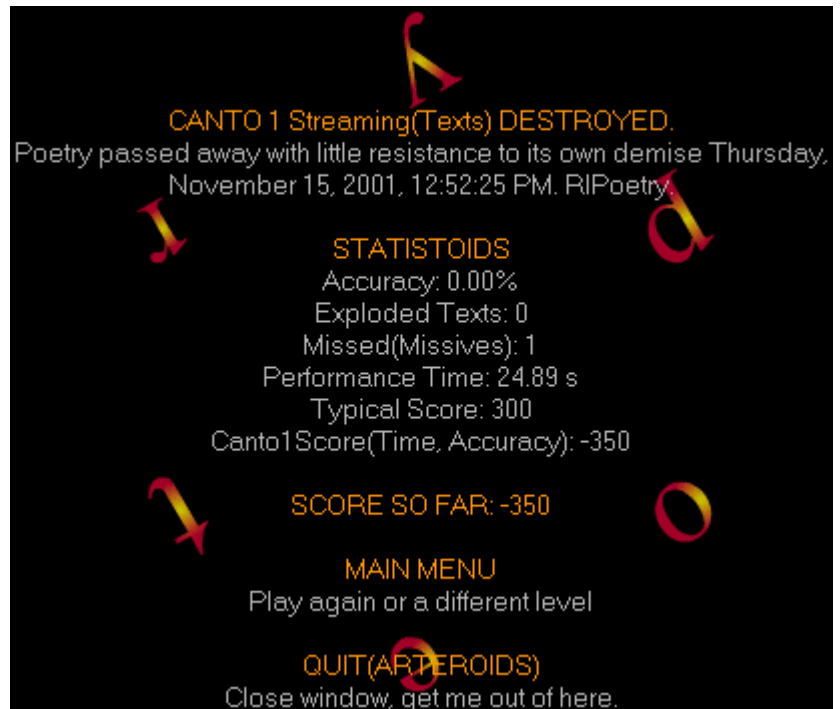 y
CANTO 1 Streaming(Texts) DESTROYED.
Poetry passed away with little resistance to its own demise Thursday,
November 15, 2001, 12:52:25 PM. RIPoetry.
r
p
STATISTOIDS
Accuracy: 0.00%
Exploded Texts: 0
Missed(Missives): 1
Performance Time: 24.89 s
Typical Score: 300
Canto1Score(Time, Accuracy): -350
t
o
SCORE SO FAR: -350
MAIN MENU
Play again or a different level
e
QUIT(ARTEROIDS)
Close window, get me out of here.